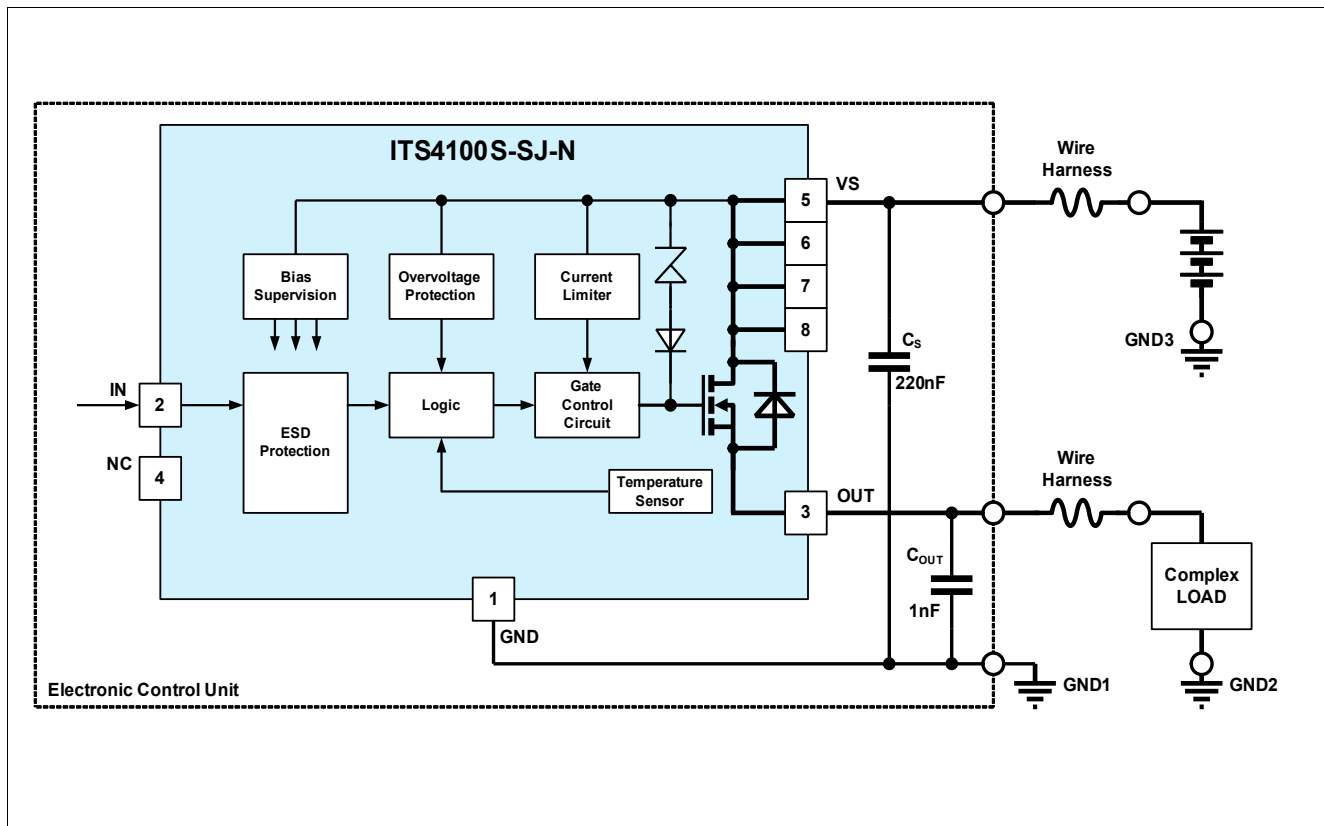 ITS4100S-SJ-N
Wire
Harness
VS
5
6
7
8
Bias
Supervision
Overvoltage
Protection
Current
Limiter
GND3
C_S
220nF
IN
2
ESD
Protection
Logic
Gate
Control
Circuit
NC
4
Temperature
Sensor
3
OUT
Wire
Harness
C_OUT
1nF
Complex
LOAD
1
GND
Electronic Control Unit
GND1
GND2